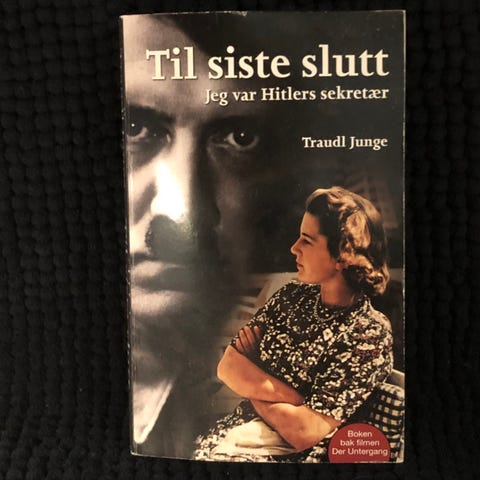 Til siste slutt
Jeg var Hitlers sekretær
Traudl Junge
Boken
bak filmen
Der Untergang